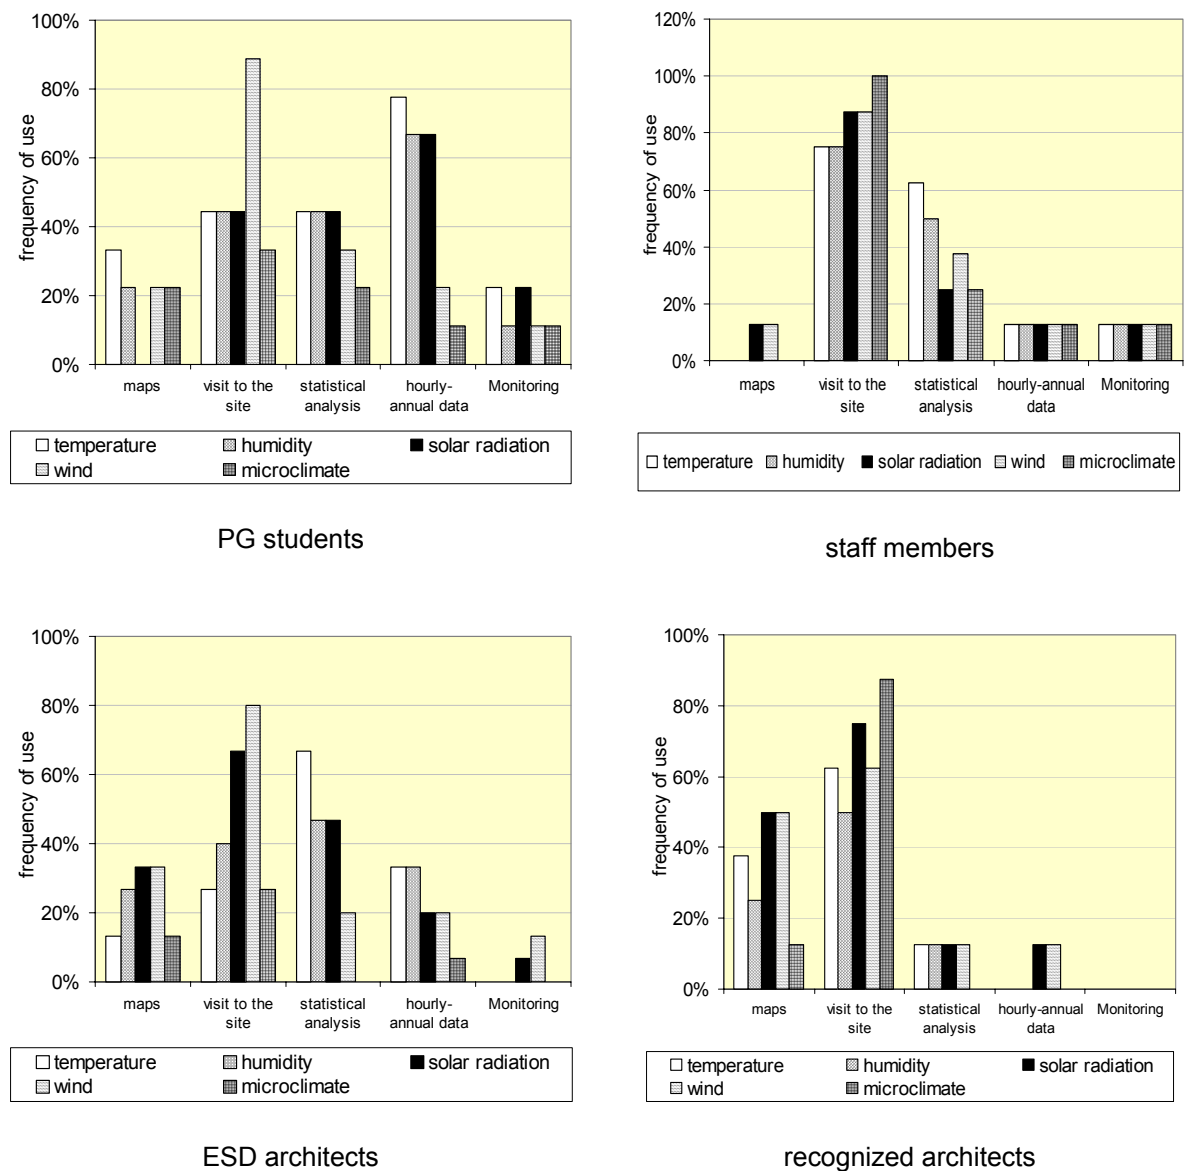 100%
80%
60%
40%
20%
0%
frequency of use
maps
visit to the
site
statistical
analysis
hourly-
annual data
Monitoring
temperature humidity solar radiation
wind microclimate
PG students
120%
100%
80%
60%
40%
20%
0%
frequency of use
maps
visit to the
site
statistical
analysis
hourly-annual
data
Monitoring
temperature humidity solar radiation wind microclimate
staff members
100%
80%
60%
40%
20%
0%
frequency of use
maps
visit to the
site
statistical
analysis
hourly-
annual data
Monitoring
temperature humidity solar radiation
wind microclimate
ESD architects
100%
80%
60%
40%
20%
0%
frequency of use
maps
visit to the
site
statistical
analysis
hourly-annual
data
Monitoring
temperature humidity solar radiation
wind microclimate
recognized architects